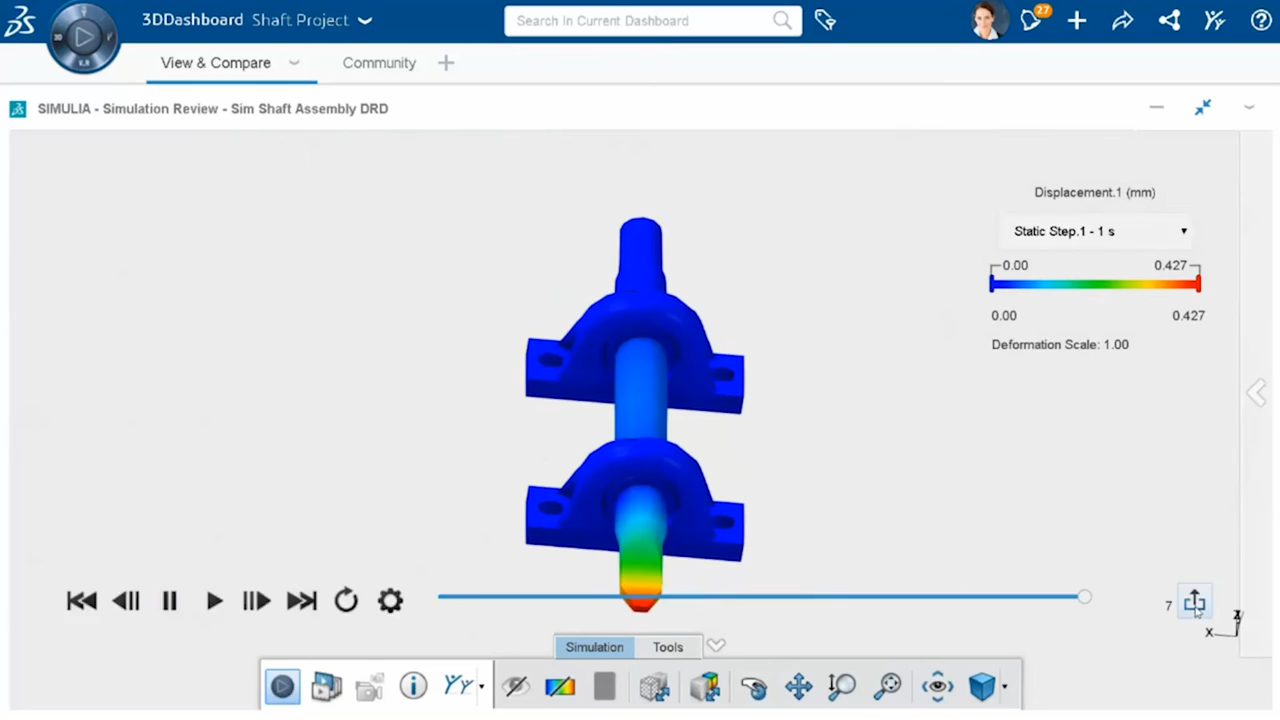 3DDashboard Shaft Project
Search In Current Dashboard
27
View & Compare
Community
SIMULIA - Simulation Review - Sim Shaft Assembly DRD
Displacement.1 (mm)
Static Step.1 - 1 s
0.00 0.427
0.00 0.427
Deformation Scale: 1.00
7
Z
X
Simulation
Tools